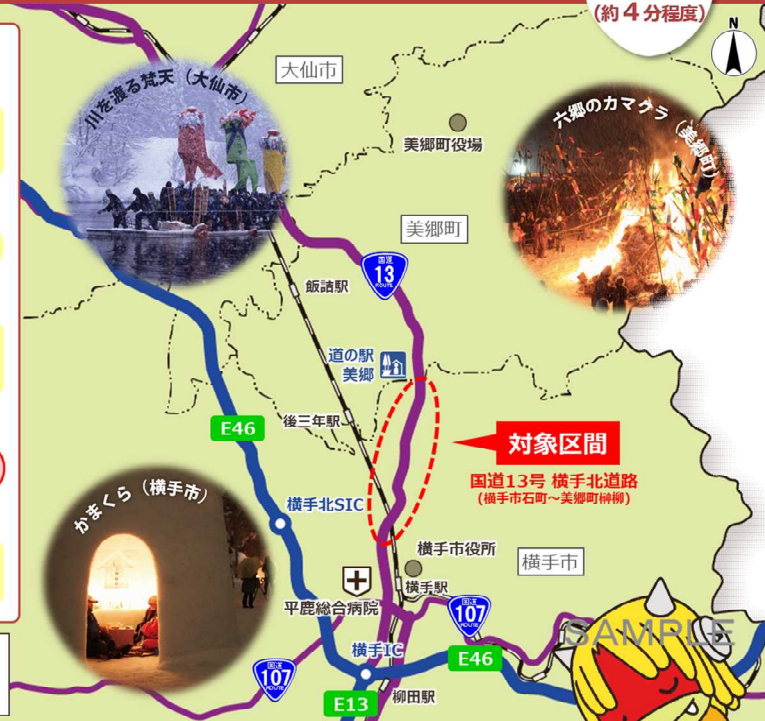 (約4分程度)
N
大仙市
川を渡る梵天(大仙市)
美郷町役場
六郷のカマクラ(美郷町)
美郷町
国道
13
ROUTE
飯詰駅
道の駅
美郷
E46
後三年駅
対象区間
国道13号 横手北道路
(横手市石町~美郷町榊柳)
かまくら(横手市)
横手北SIC
横手市役所
横手市
平鹿総合病院
横手駅
国道
107
ROUTE
SAMPLE
横手IC
E46
国道
107
ROUTE
E13
柳田駅